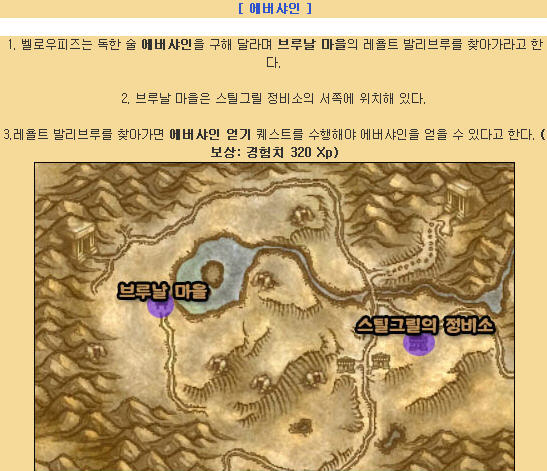 [ 에버샤인 ]
1. 벨로우피즈는 독한 술 에버샤인을 구해 달라며 브루날 마을의 레욜트 발리브루를 찾아가라고 한
다.
2. 브루날 마을은 스틸그릴 정비소의 서쪽에 위치해 있다.
3.레욜트 발리브루를 찾아가면 에버샤인 얻기 퀘스트를 수행해야 에버샤인을 얻을 수 있다고 한다. (
보상: 경험치 320 Xp)
브루날 마을
스틸그릴의 정비소